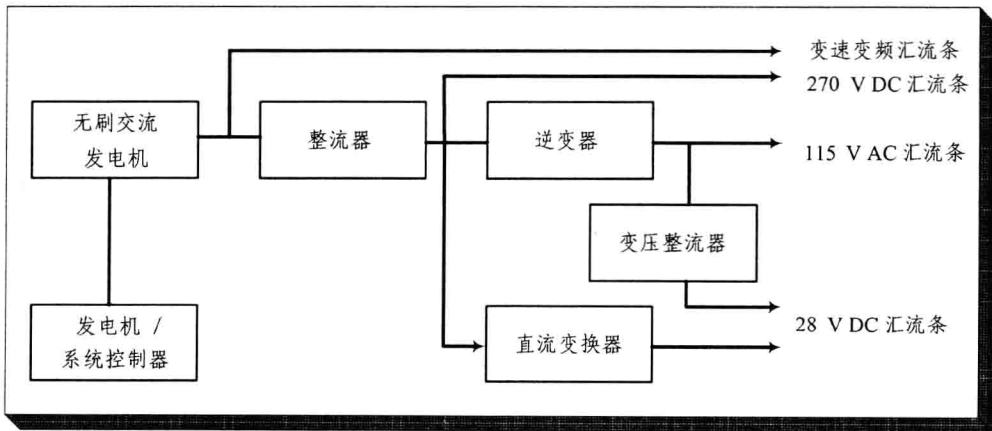 变速变频汇流条
270 V DC 汇流条
无刷交流
发电机
整流器
逆变器
115 V AC 汇流条
变压整流器
发电机 /
系统控制器
直流变换器
28 V DC 汇流条